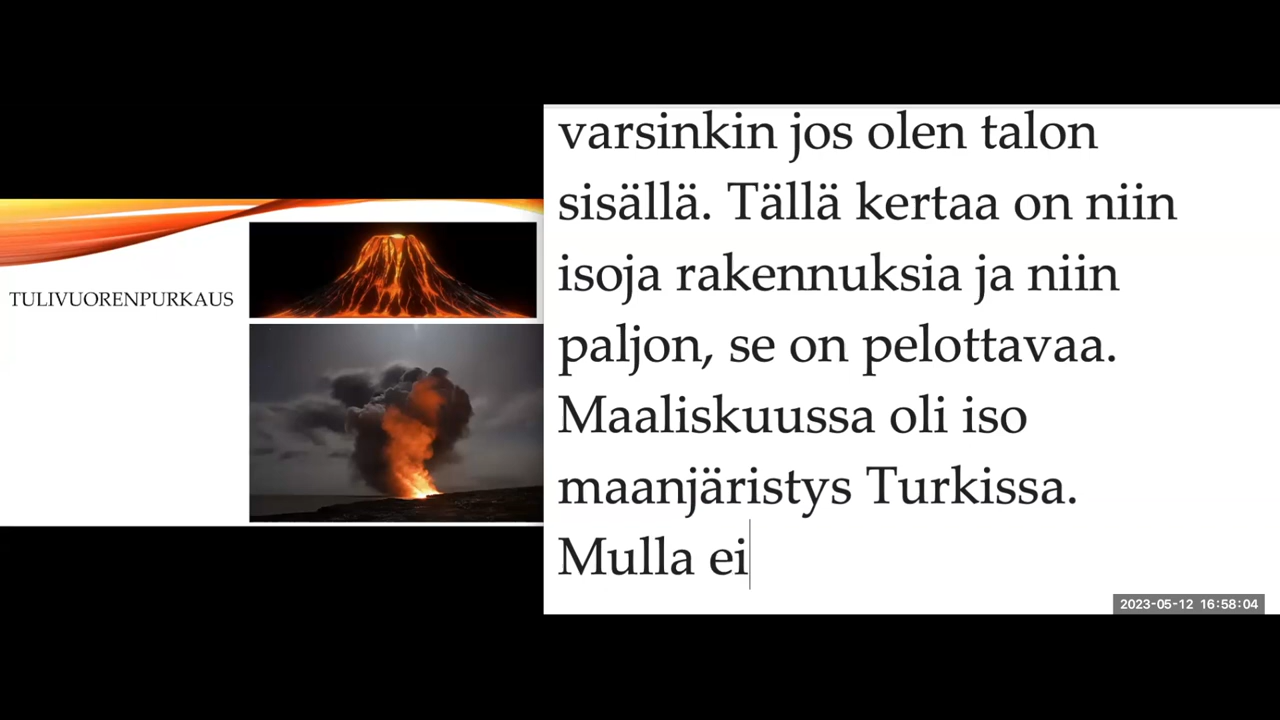 TULIVUORENPURKAUS
varsinkin jos olen talon
sisällä. Tällä kertaa on niin
isoja rakennuksia ja niin
paljon, se on pelottavaa.
Maaliskuussa oli iso
maanjäristys Turkissa.
Mulla ei
2023-05-12 16:58:04